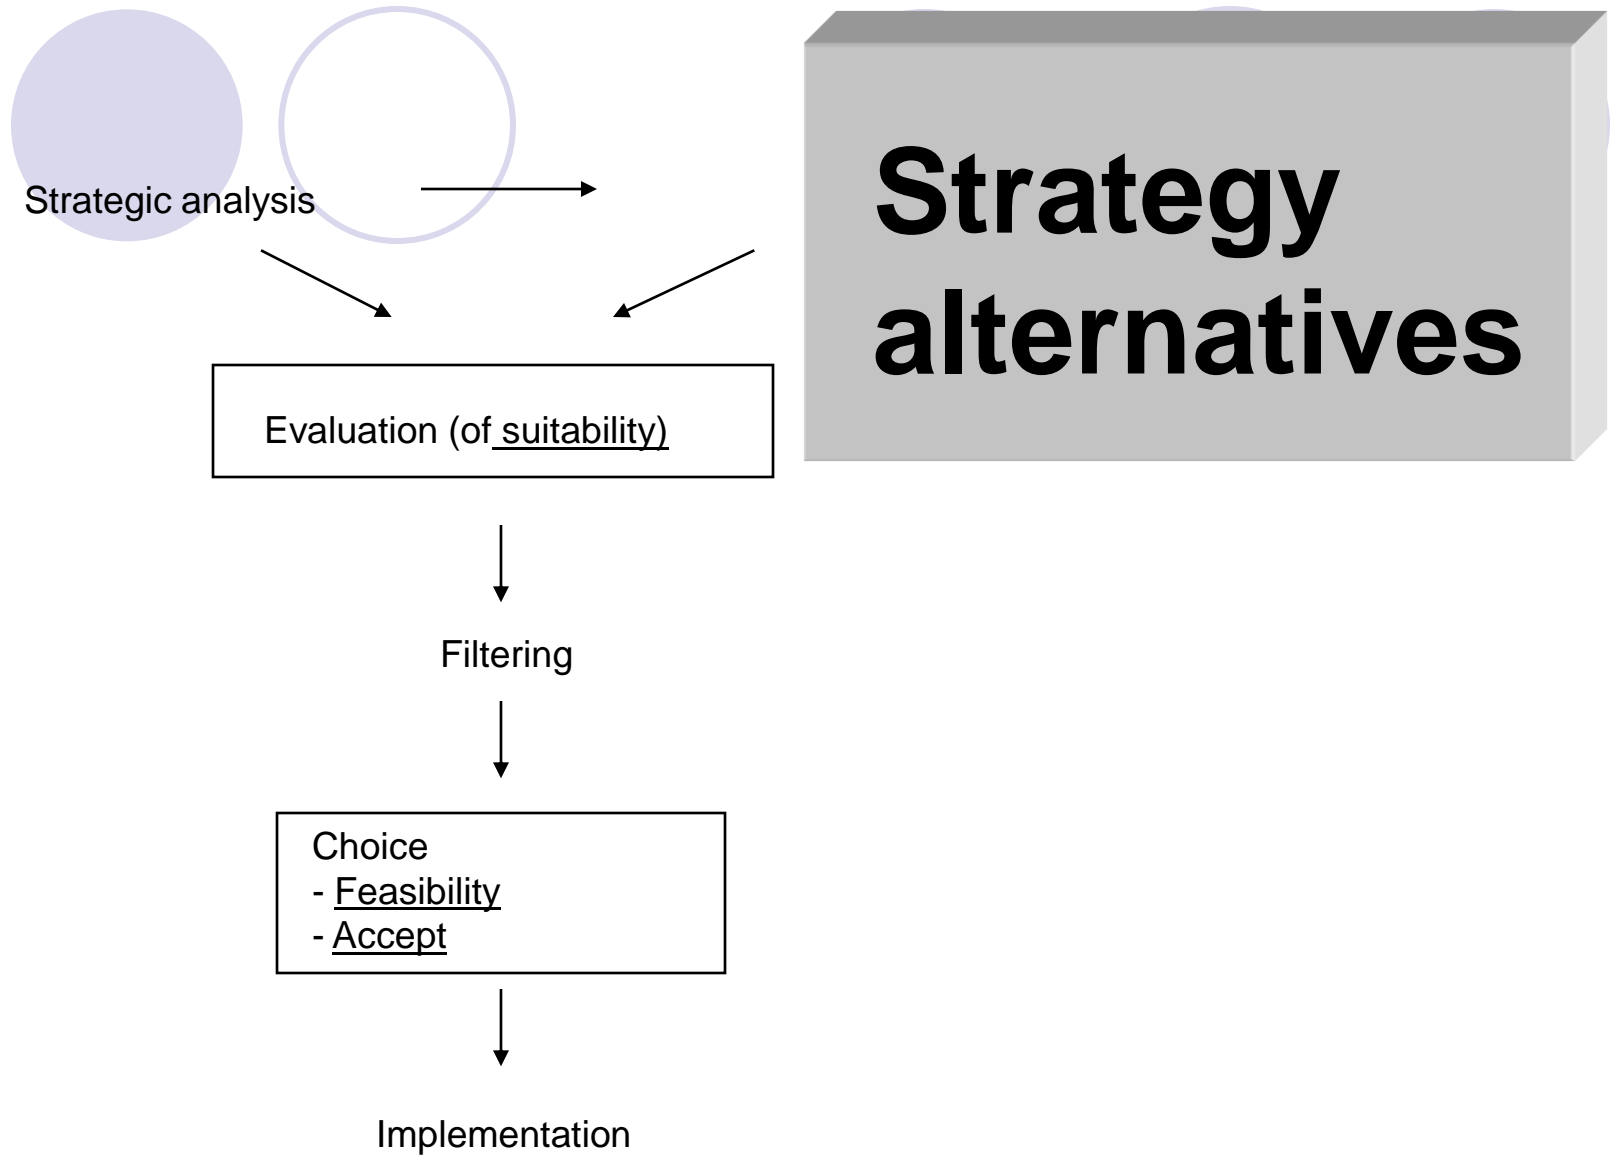 Strategic analysis
Strategy
alternatives
Evaluation (of suitability)
Filtering
Choice
- Feasibility
- Accept
Implementation